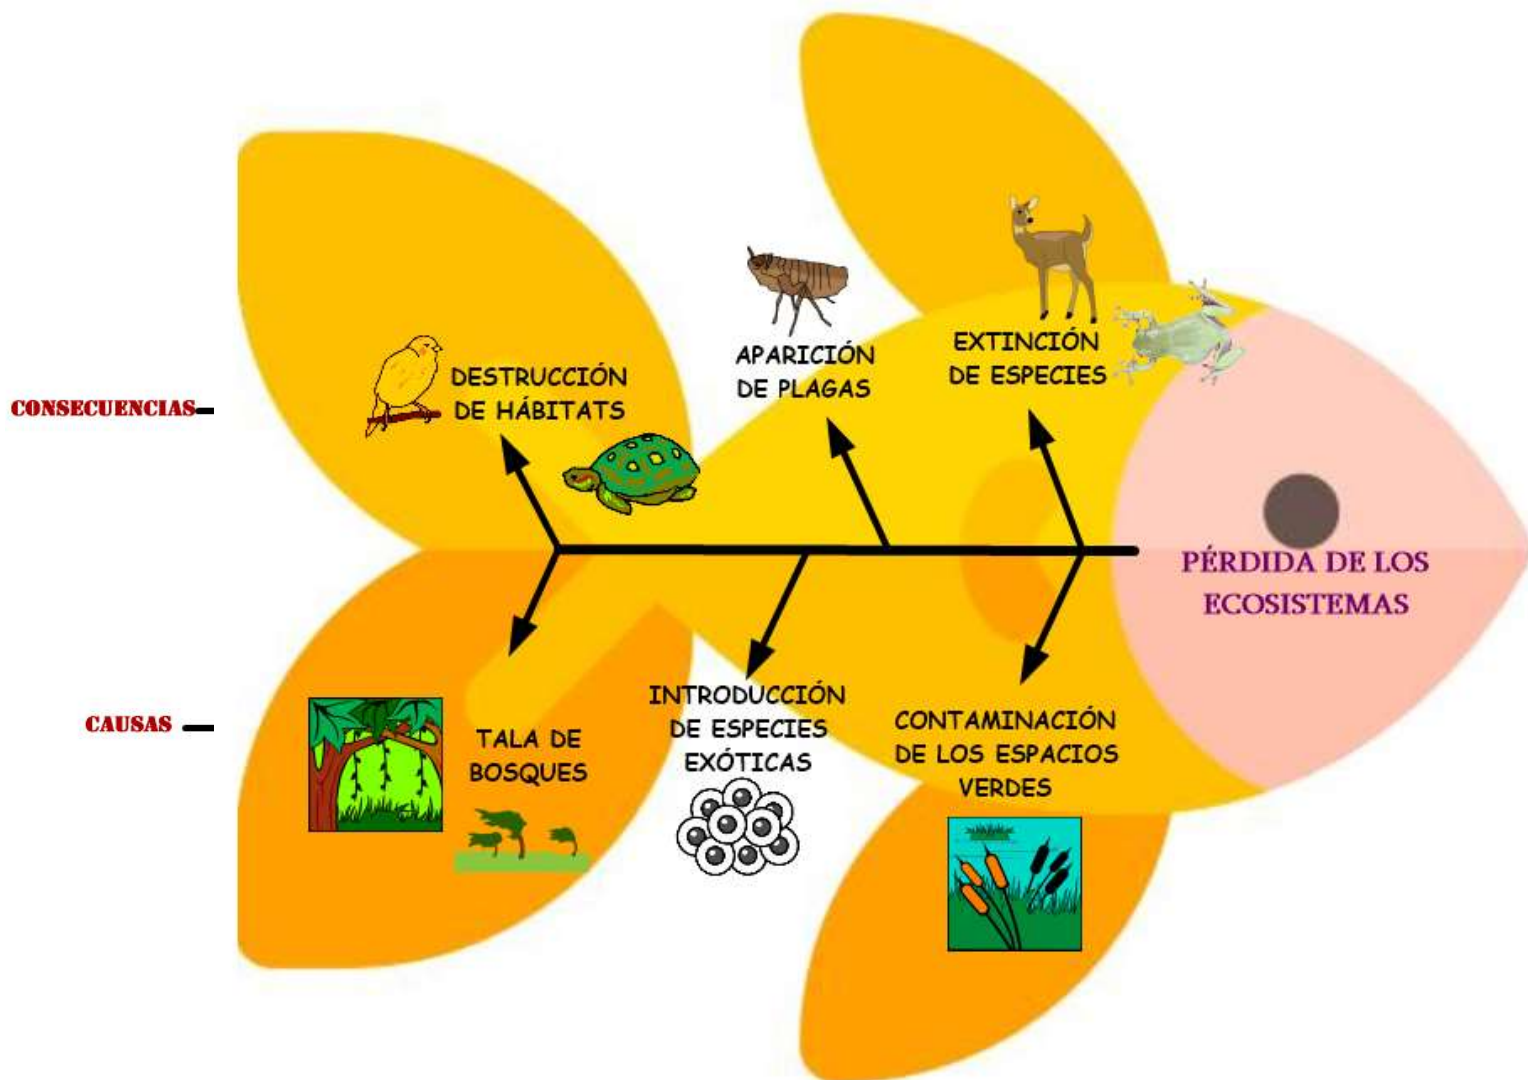 CONSECUENCIAS
DESTRUCCIÓN
DE HÁBITATS
APARICIÓN
DE PLAGAS
EXTINCIÓN
DE ESPECIES
PÉRDIDA DE LOS
ECOSISTEMAS
CAUSAS
TALA DE
BOSQUES
INTRODUCCIÓN
DE ESPECIES
EXÓTICAS
CONTAMINACIÓN
DE LOS ESPACIOS
VERDES